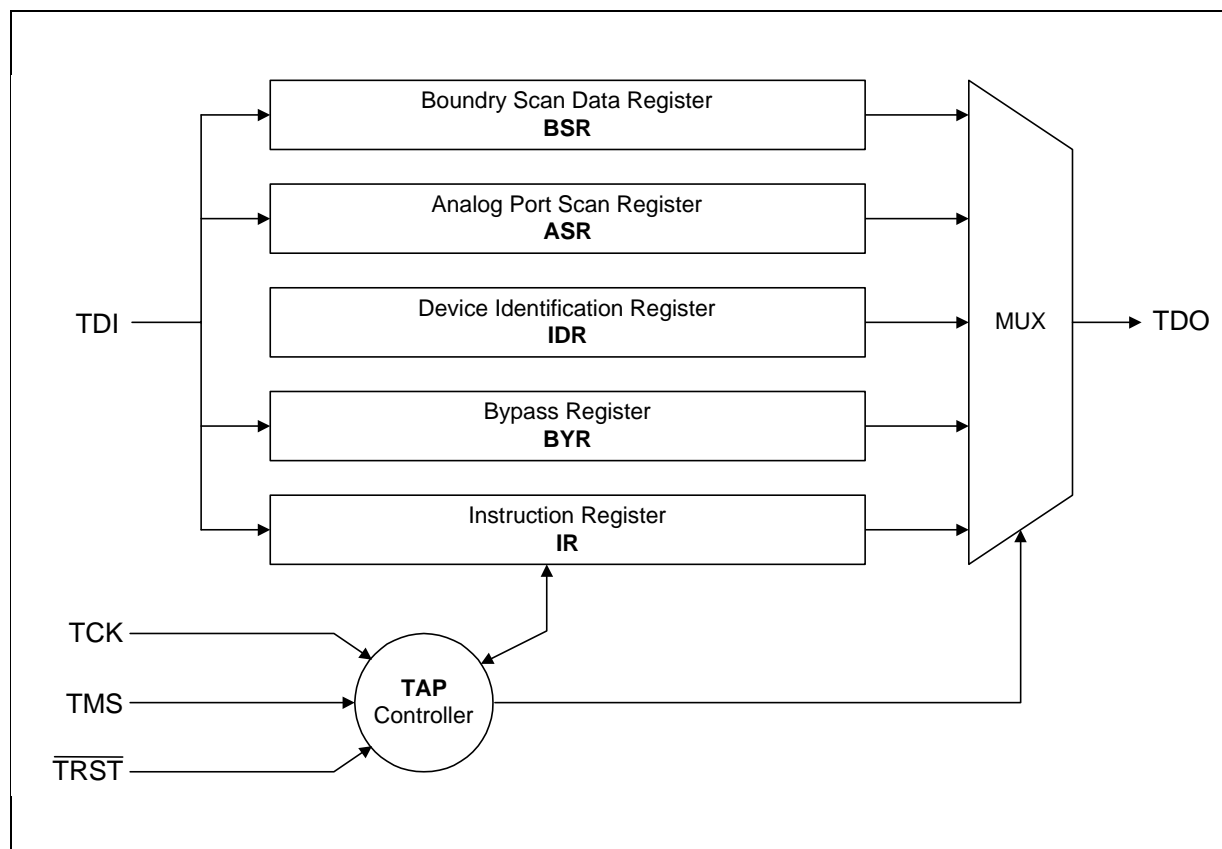 Boundry Scan Data Register
BSR
Analog Port Scan Register
ASR
TDI
Device Identification Register
IDR
MUX
TDO
Bypass Register
BYR
Instruction Register
IR
TCK
TMS
TAP
Controller
TRST